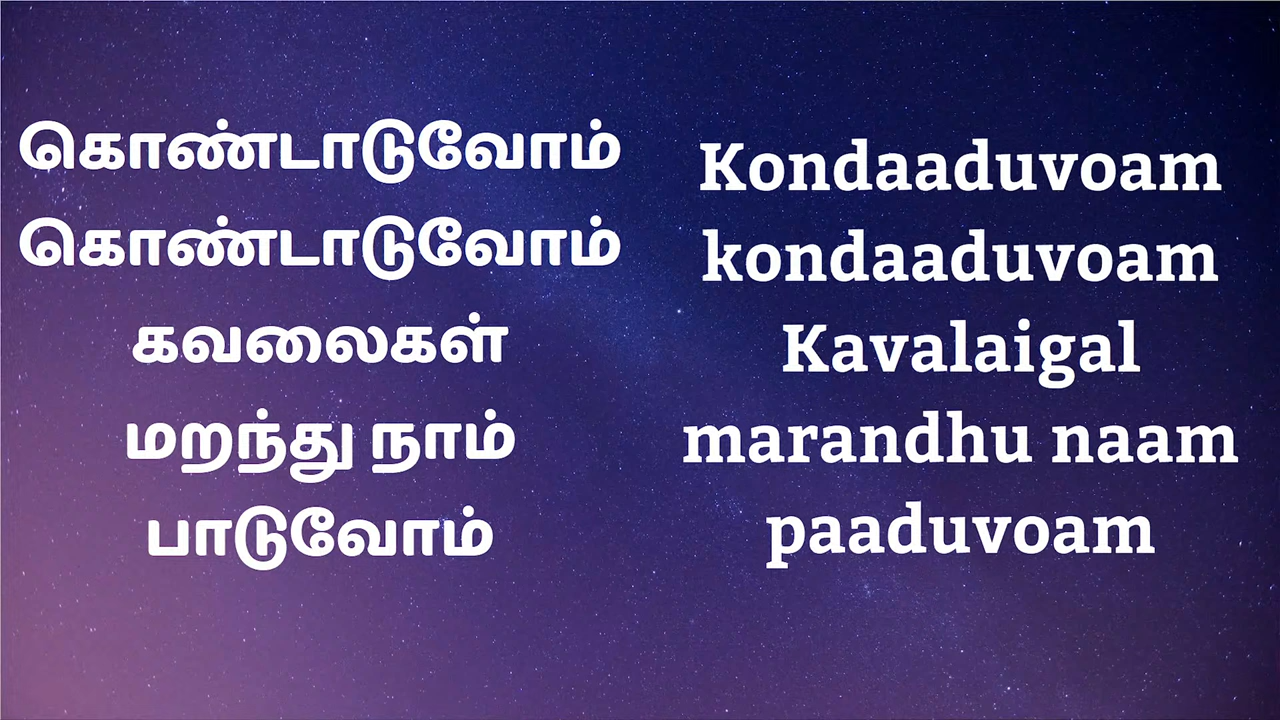 கொண்டாடுவோம்
கொண்டாடுவோம்
கவலைகள்
மறந்து நாம்
பாடுவோம்
Kondaaduvoam
kondaaduvoam
Kavalaigal
marandhu naam
paaduvoam